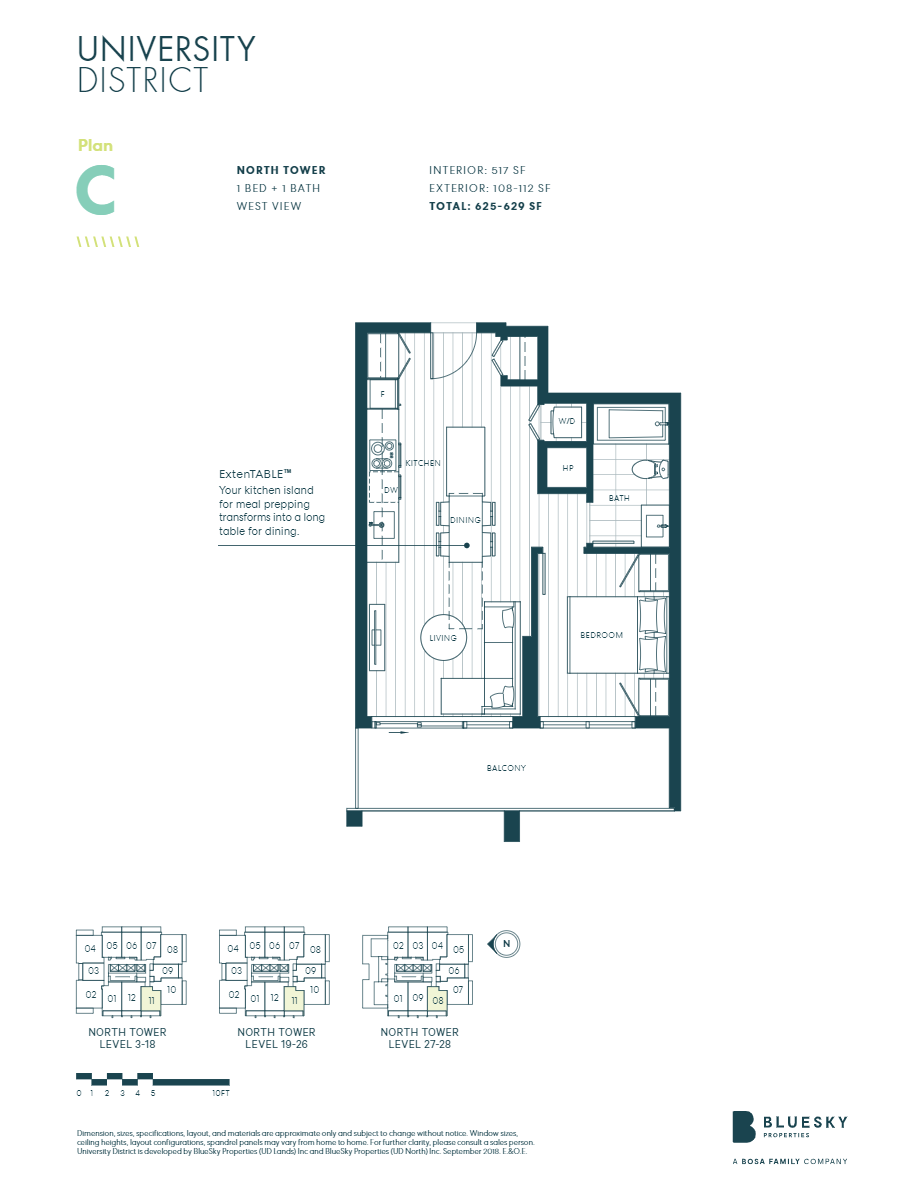 UNIVERSITY
DISTRICT
Plan
C
NORTH TOWER
1 BED + 1 BATH
WEST VIEW
INTERIOR: 517 SF
EXTERIOR: 108-112 SF
TOTAL: 625-629 SF
F
W/D
KITCHEN
HP
ExtenTABLE™
Your kitchen island
for meal prepping
transforms into a long
table for dining.
DW
BATH
DINING
LIVING
BEDROOM
BALCONY
04 05 06 07 08
03 09
02 01 12 11 10
NORTH TOWER
LEVEL 3-18
04 05 06 07 08
03 09
02 01 12 11 10
NORTH TOWER
LEVEL 19-26
02 03 04 05
06
01 09 08 07
NORTH TOWER
LEVEL 27-28
N
0 1 2 3 4 5 10FT
Dimension, sizes, specifications, layout, and materials are approximate only and subject to change without notice. Window sizes,
ceiling heights, layout configurations, spandrel panels may vary from home to home. For further clarity, please consult a sales person.
University District is developed by BlueSky Properties (UD Lands) Inc and BlueSky Properties (UD North) Inc. September 2018. E.&O.E.
BLUESKY
PROPERTIES
A BOSA FAMILY COMPANY